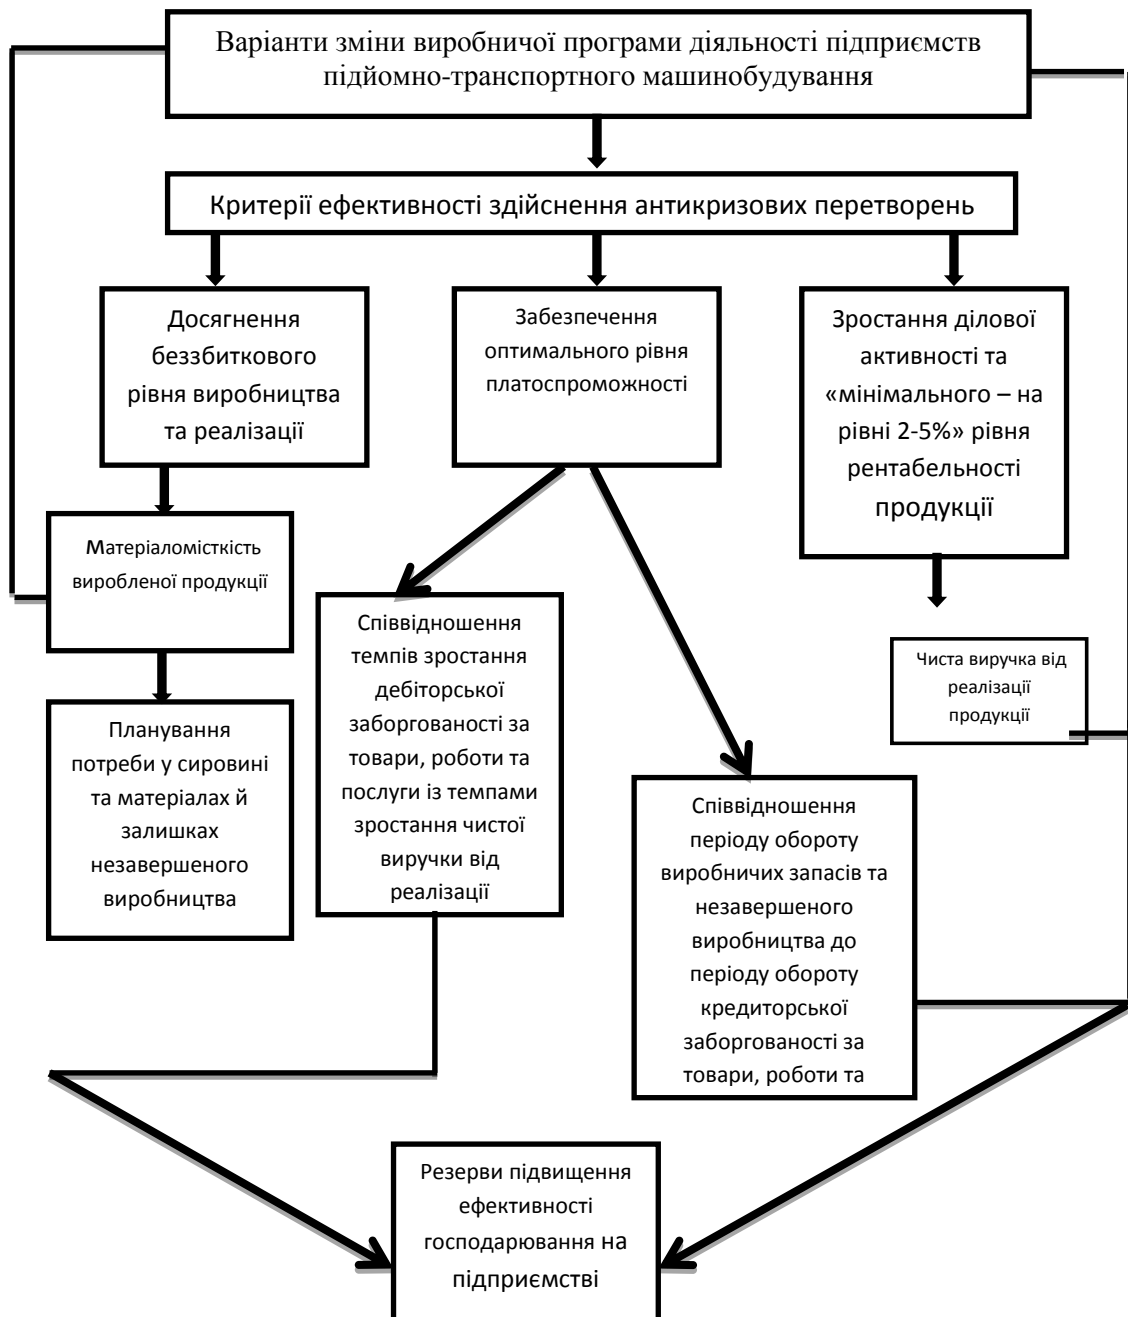 Варіанти зміни виробничої програми діяльності підприємств
підйомно-транспортного машинобудування
Критерії ефективності здійснення антикризових перетворень
Досягнення
беззбиткового
рівня виробництва
та реалізації
Забезпечення
оптимального рівня
платоспроможності
Зростання ділової
активності та
«мінімального – на
рівні 2-5%» рівня
рентабельності
продукції
Матеріаломісткість
виробленої продукції
Співвідношення
темпів зростання
дебіторської
заборгованості за
товари, роботи та
послуги із темпами
зростання чистої
виручки від
реалізації
Чиста виручка від
реалізації
продукції
Планування
потреби у сировині
та матеріалах й
залишках
незавершеного
виробництва
Співвідношення
періоду обороту
виробничих запасів та
незавершеного
виробництва до
періоду обороту
кредиторської
заборгованості за
товари, роботи та
Резерви підвищення
ефективності
господарювання на
підприємстві